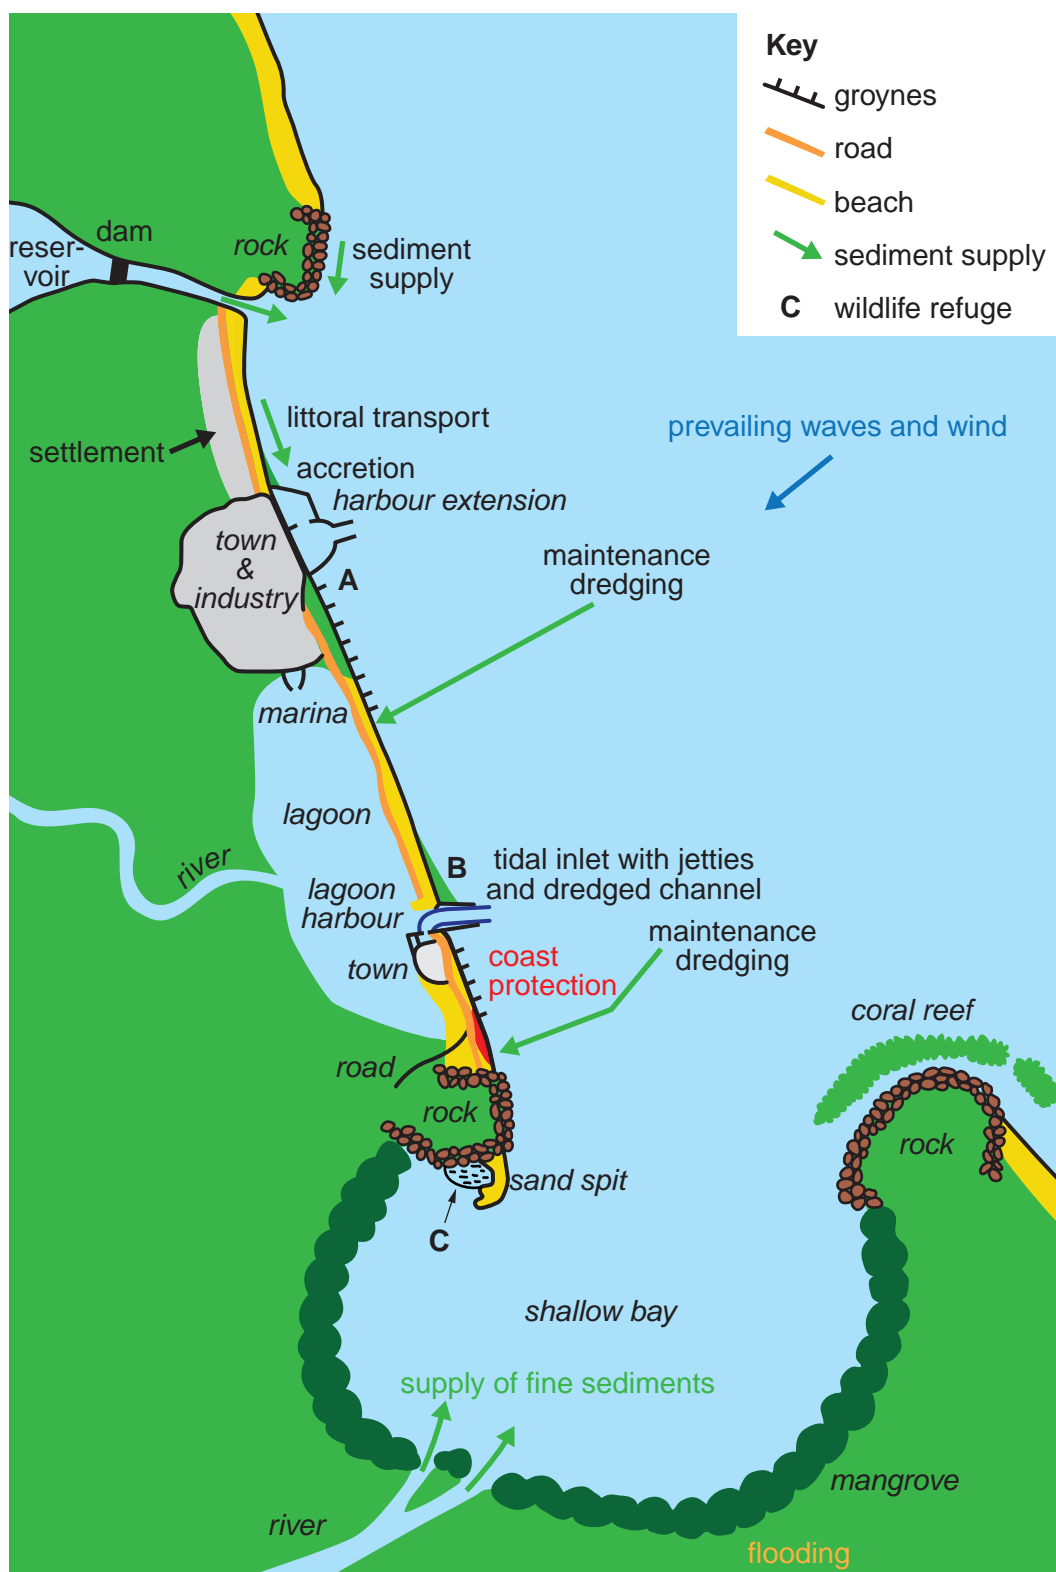 Key
groynes
road
beach
sediment supply
C wildlife refuge
reser-
voir
dam
rock
sediment
supply
settlement
littoral transport
accretion
harbour extension
prevailing waves and wind
town
&
industry
A
maintenance
dredging
marina
lagoon
river
lagoon
harbour
B
tidal inlet with jetties
and dredged channel
town
coast
protection
maintenance
dredging
coral reef
road
rock
rock
sand spit
C
shallow bay
supply of fine sediments
mangrove
river
flooding